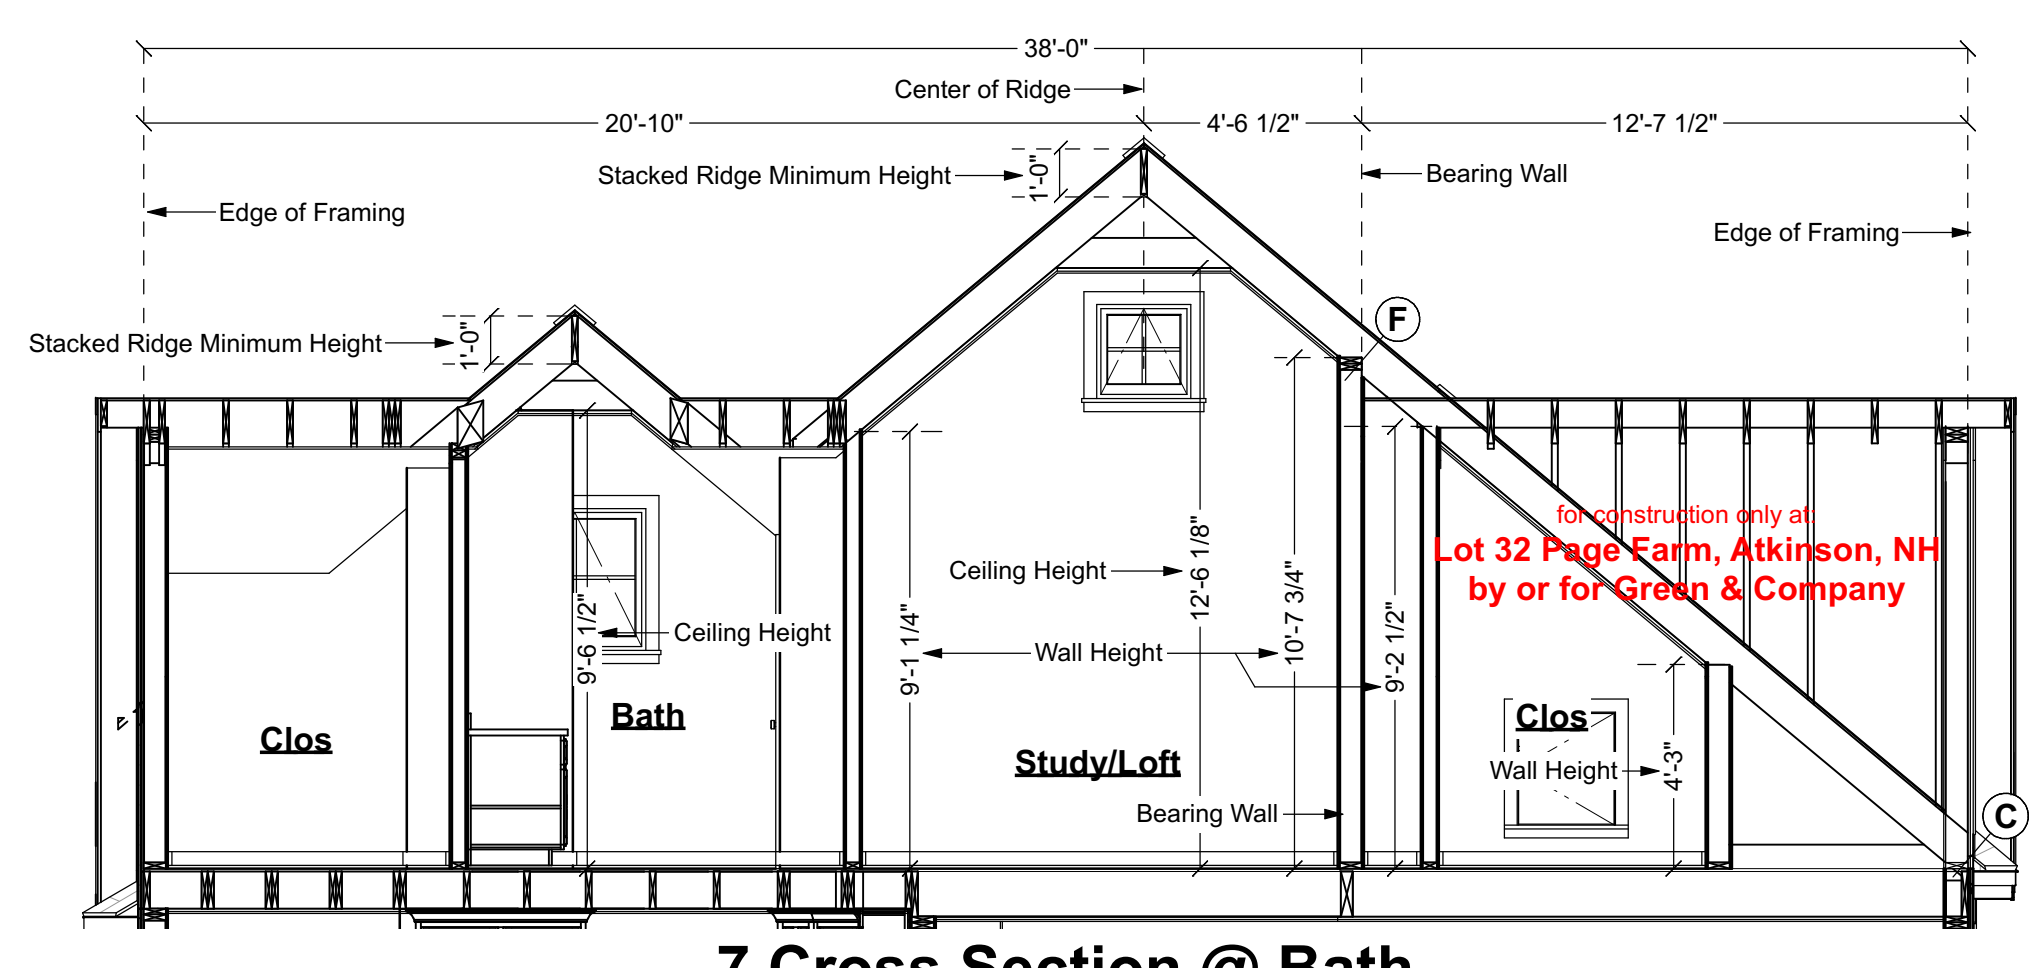 38'-0"
Center of Ridge
20'-10"
4'-6 1/2"
12'-7 1/2"
Stacked Ridge Minimum Height
1'-0"
Bearing Wall
Edge of Framing
Edge of Framing
Stacked Ridge Minimum Height
1'-0"
F
for construction only at:
Lot 32 Page Farm, Atkinson, NH
by or for Green & Company
Ceiling Height
12'-6 1/8"
10'-7 3/4"
9'-6 1/2"
Ceiling Height
9'-1 1/4"
Wall Height
9'-2 1/2"
Clos
Bath
Study/Loft
Clos
Wall Height
4'-3"
Bearing Wall
C
7 Cross Section @ Bath